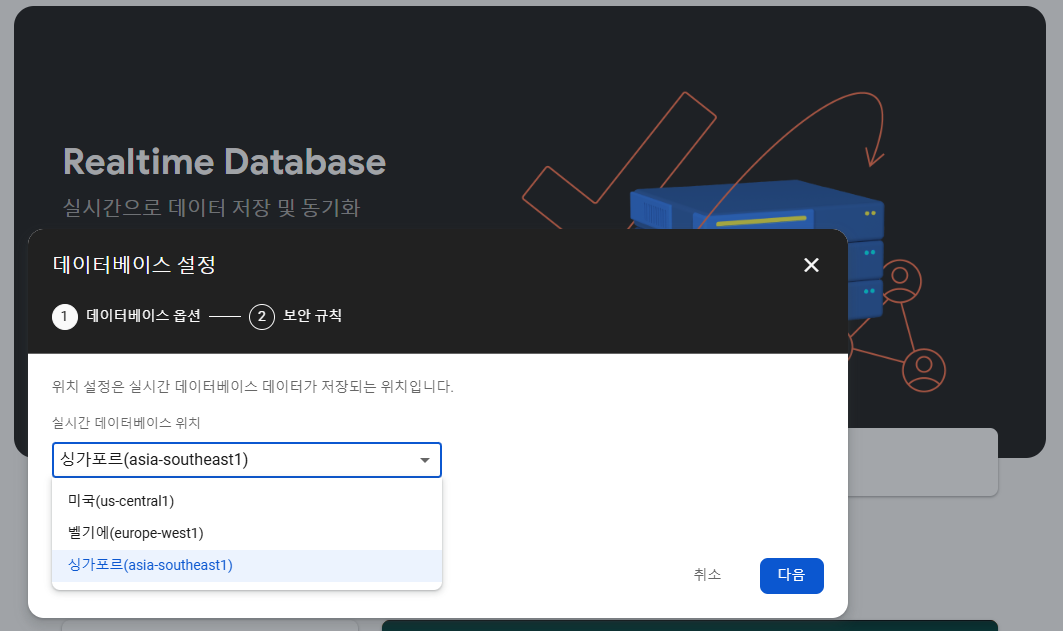 Realtime Database
실시간으로 데이터 저장 및 동기화
데이터베이스 설정
1 데이터베이스 옵션 2 보안 규칙
위치 설정은 실시간 데이터베이스 데이터가 저장되는 위치입니다.
실시간 데이터베이스 위치
싱가포르(asia-southeast1)
미국(us-central1)
벨기에(europe-west1)
싱가포르(asia-southeast1)
취소 다음